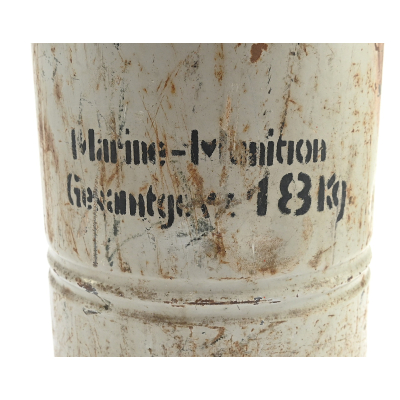 Marine-Munition
Gesamtgew. 18Kg